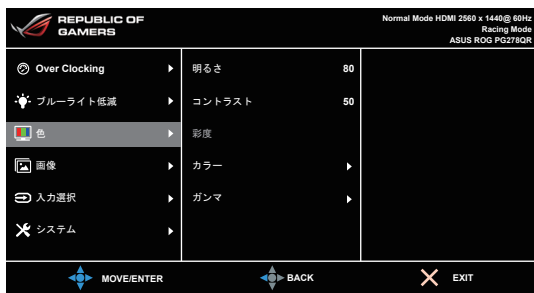 REPUBLIC OF
GAMERS
Normal Mode HDMI 2560 x 1440@ 60Hz
Racing Mode
ASUS ROG PG278QR
Over Clocking
ブルーライト低減
色
画像
入力選択
システム
明るさ 80
コントラスト 50
彩度
カラー
ガンマ
MOVE/ENTER
BACK
EXIT